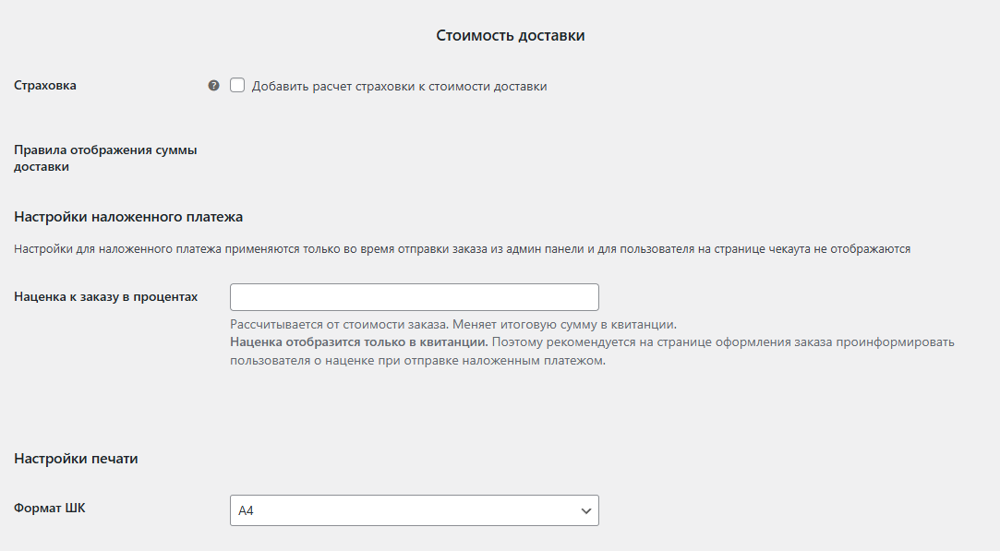 Стоимость доставки
Страховка
Добавить расчет страховки к стоимости доставки
Правила отображения суммы
доставки
Настройки наложенного платежа
Настройки для наложенного платежа применяются только во время отправки заказа из админ панели и для пользователя на странице чекаута не отображаются
Наценка к заказу в процентах
Рассчитывается от стоимости заказа. Меняет итоговую сумму в квитанции.
Наценка отобразится только в квитанции. Поэтому рекомендуется на странице оформления заказа проинформировать
пользователя о наценке при отправке наложенным платежом.
Настройки печати
Формат ШК
A4